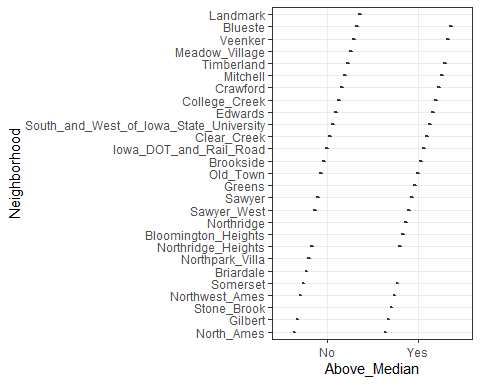 Landmark
Blueste
Veenker
Meadow_Village
Timberland
Mitchell
Crawford
College_Creek
Edwards
South_and_West_of_Iowa_State_University
Clear_Creek
Iowa_DOT_and_Rail_Road
Brookside
Old_Town
Greens
Sawyer
Sawyer_West
Northridge
Bloomington_Heights
Northridge_Heights
Northpark_Villa
Briardale
Somerset
Northwest_Ames
Stone_Brook
Gilbert
North_Ames
Neighborhood
No Yes
Above_Median